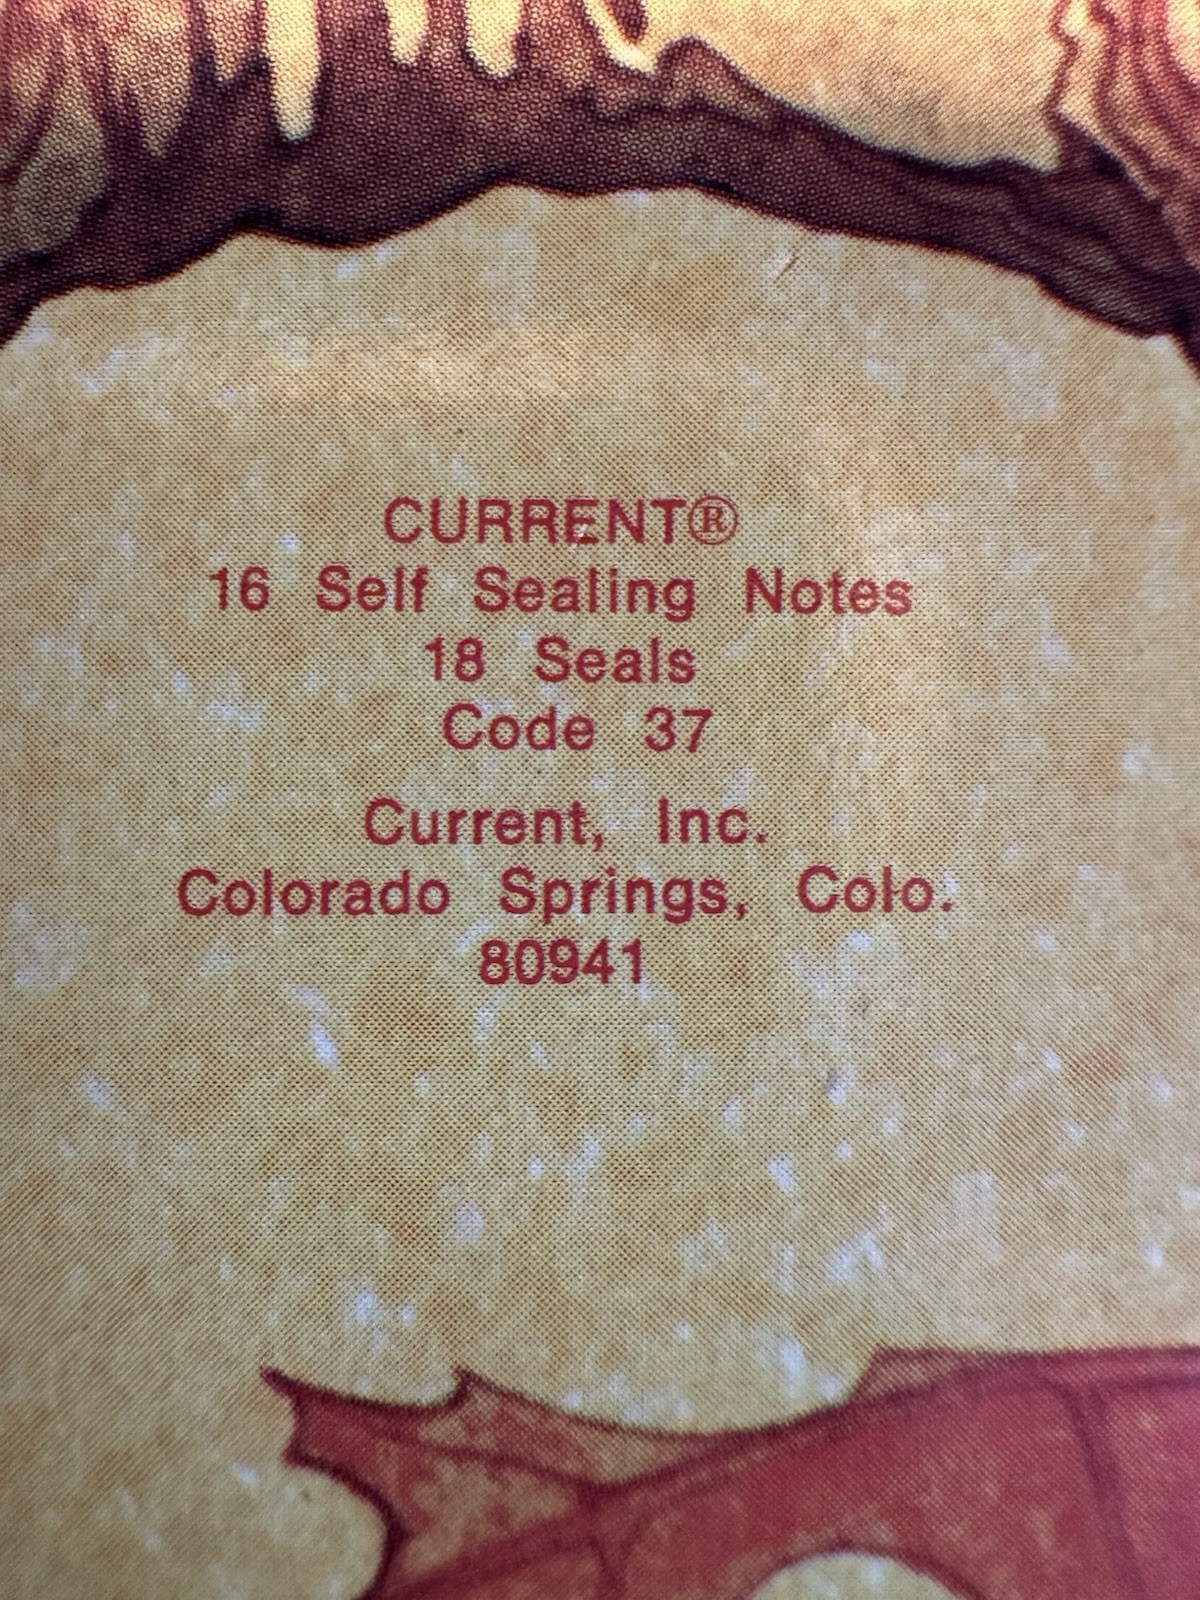 CURRENT®
16 Self Sealing Notes
18 Seals
Code 37
Current, Inc.
Colorado Springs, Colo.
80941